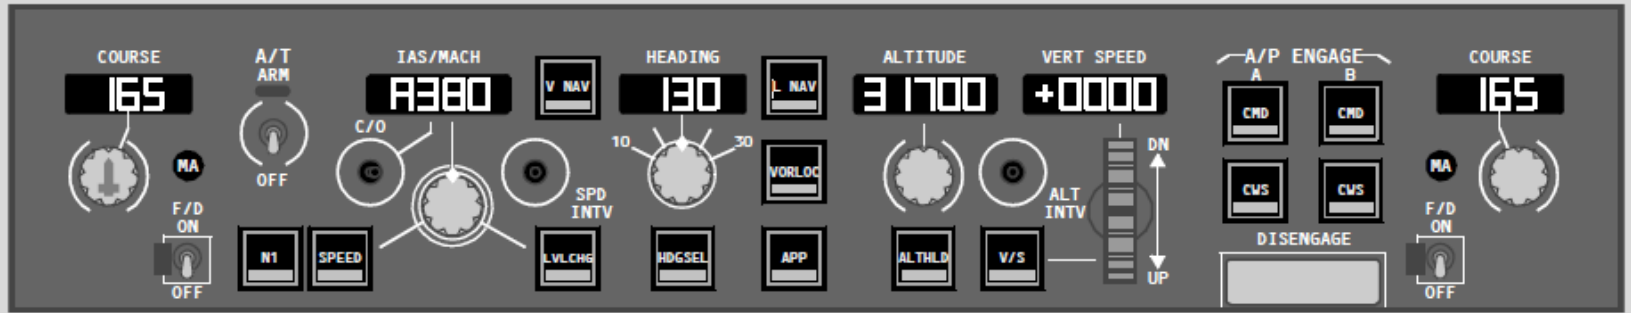 COURSE
165
MA
F/D
ON
OFF
A/T
ARM
OFF
IAS/MACH
A380
C/O
SPD
INTV
N1
SPEED
V NAV
LVLCHG
HEADING
130
10
30
HDGSEL
L NAV
VORLOC
APP
ALTITUDE
31700
ALTHLD
ALT
INTV
V/S
VERT SPEED
+0000
DN
UP
A/P ENGAGE
A
B
CMD
CMD
CWS
CWS
DISENGAGE
COURSE
165
MA
F/D
ON
OFF